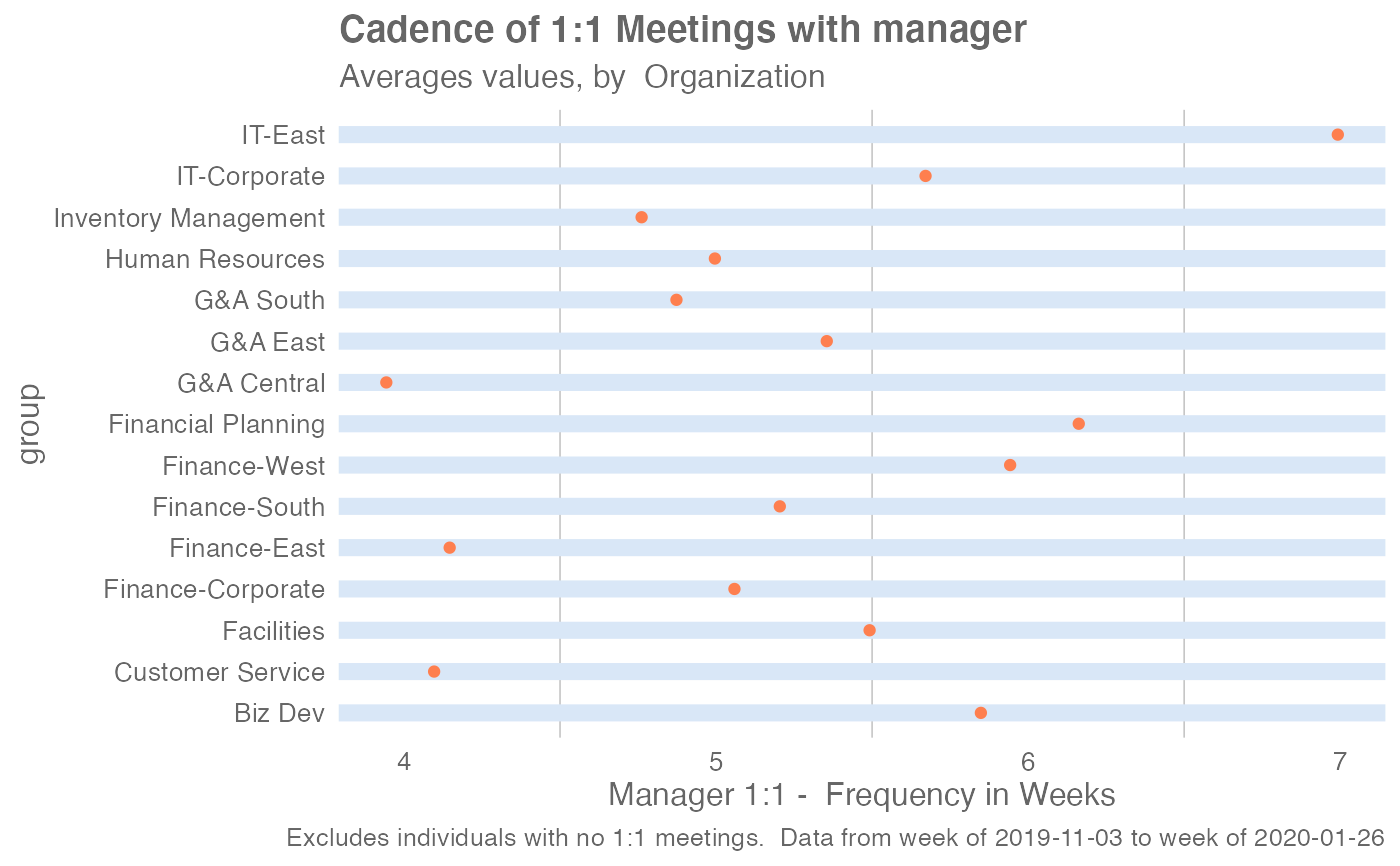 Cadence of 1:1 Meetings with manager
Averages values, by  Organization
IT-East
IT-Corporate
Inventory Management
Human Resources
G&A South
G&A East
G&A Central
Financial Planning
Finance-West
Finance-South
Finance-East
Finance-Corporate
Facilities
Customer Service
Biz Dev
group
4 5 6 7
Manager 1:1 -  Frequency in Weeks
Excludes individuals with no 1:1 meetings.  Data from week of 2019-11-03 to week of 2020-01-26